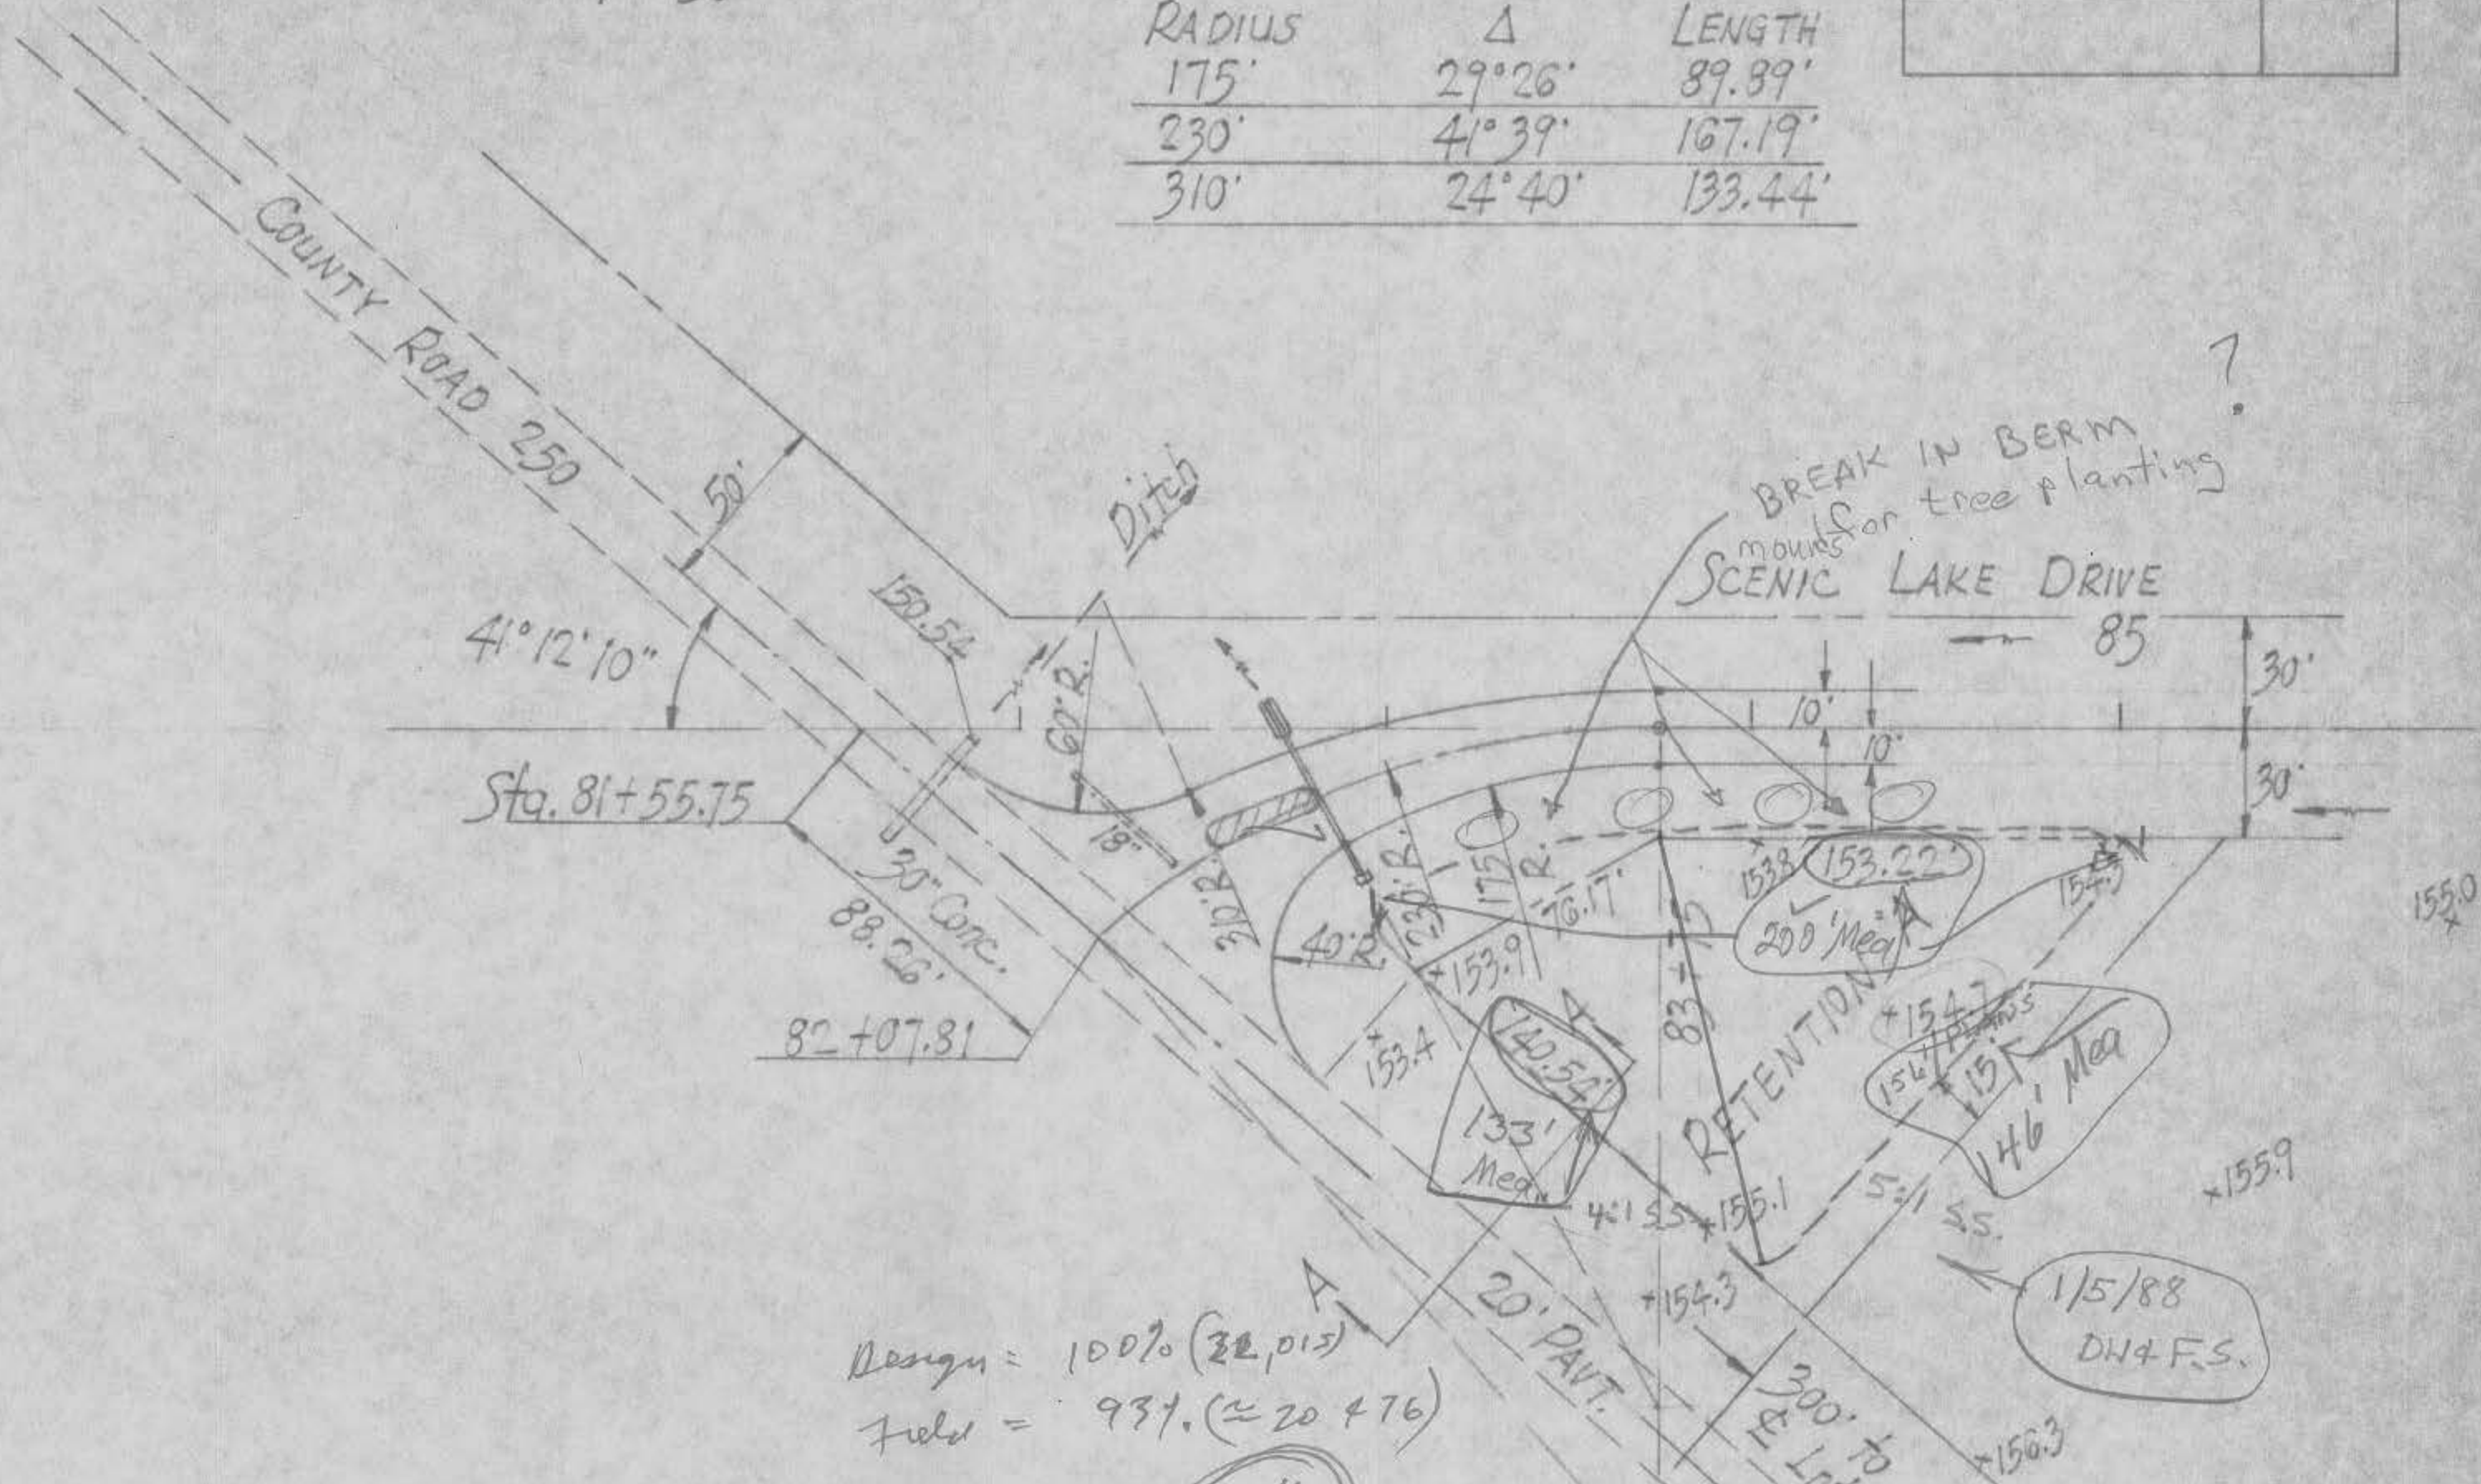 RADIUS Δ LENGTH
175' 29°26' 89.89'
230' 41°39' 167.19'
310' 24°40' 133.44'
COUNTY ROAD 250
50'
Ditch
?
BREAK IN BERM
for tree planting
mounds
SCENIC LAKE DRIVE
85
30'
150.54
41°12'10"
60' R.
10'
10'
30'
Sta. 81+55.75
18"
30" Conc.
88.26'
310' R.
230' R.
175' R.
76.17'
153.8
153.22'
154.5
155.0
200' Mea
40' R.
+153.9
83
RETENTION
+154.7
153.4
A
140.54'
151
146' Mea
82+07.81
133'
Mea.
+155.9
4:1 S.S.
+155.1
5:1 S.S.
A
20' PAVT.
+154.3
1/5/88
DW& F.S.
300' to
+156.3
Design = 100%
Field = 93%. (≈ 20 476)